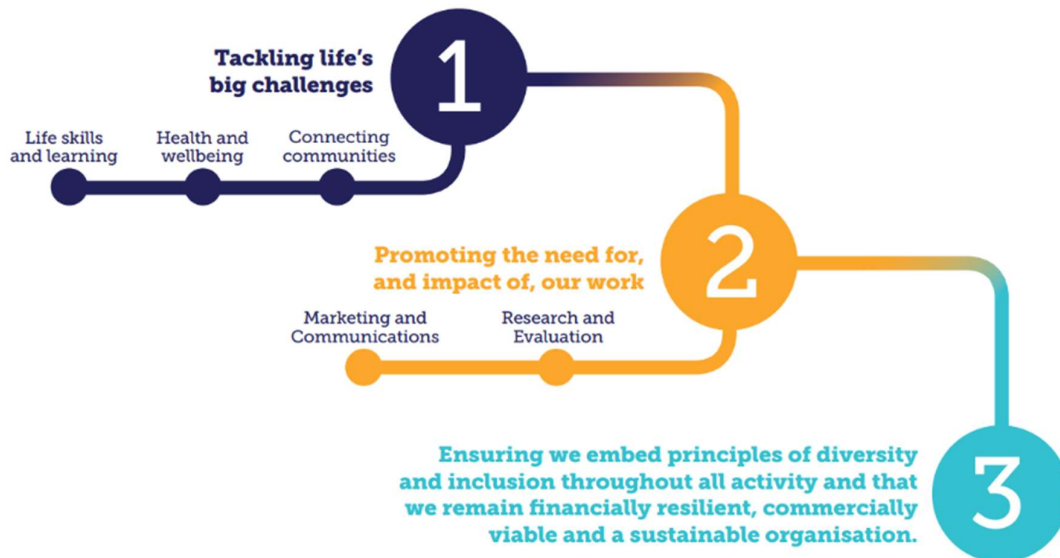 Tackling life's
big challenges
1
Life skills
and learning
Health and
wellbeing
Connecting
communities
Promoting the need for,
and impact of, our work
2
Marketing and
Communications
Research and
Evaluation
Ensuring we embed principles of diversity
and inclusion throughout all activity and that
we remain financially resilient, commercially
viable and a sustainable organisation.
3